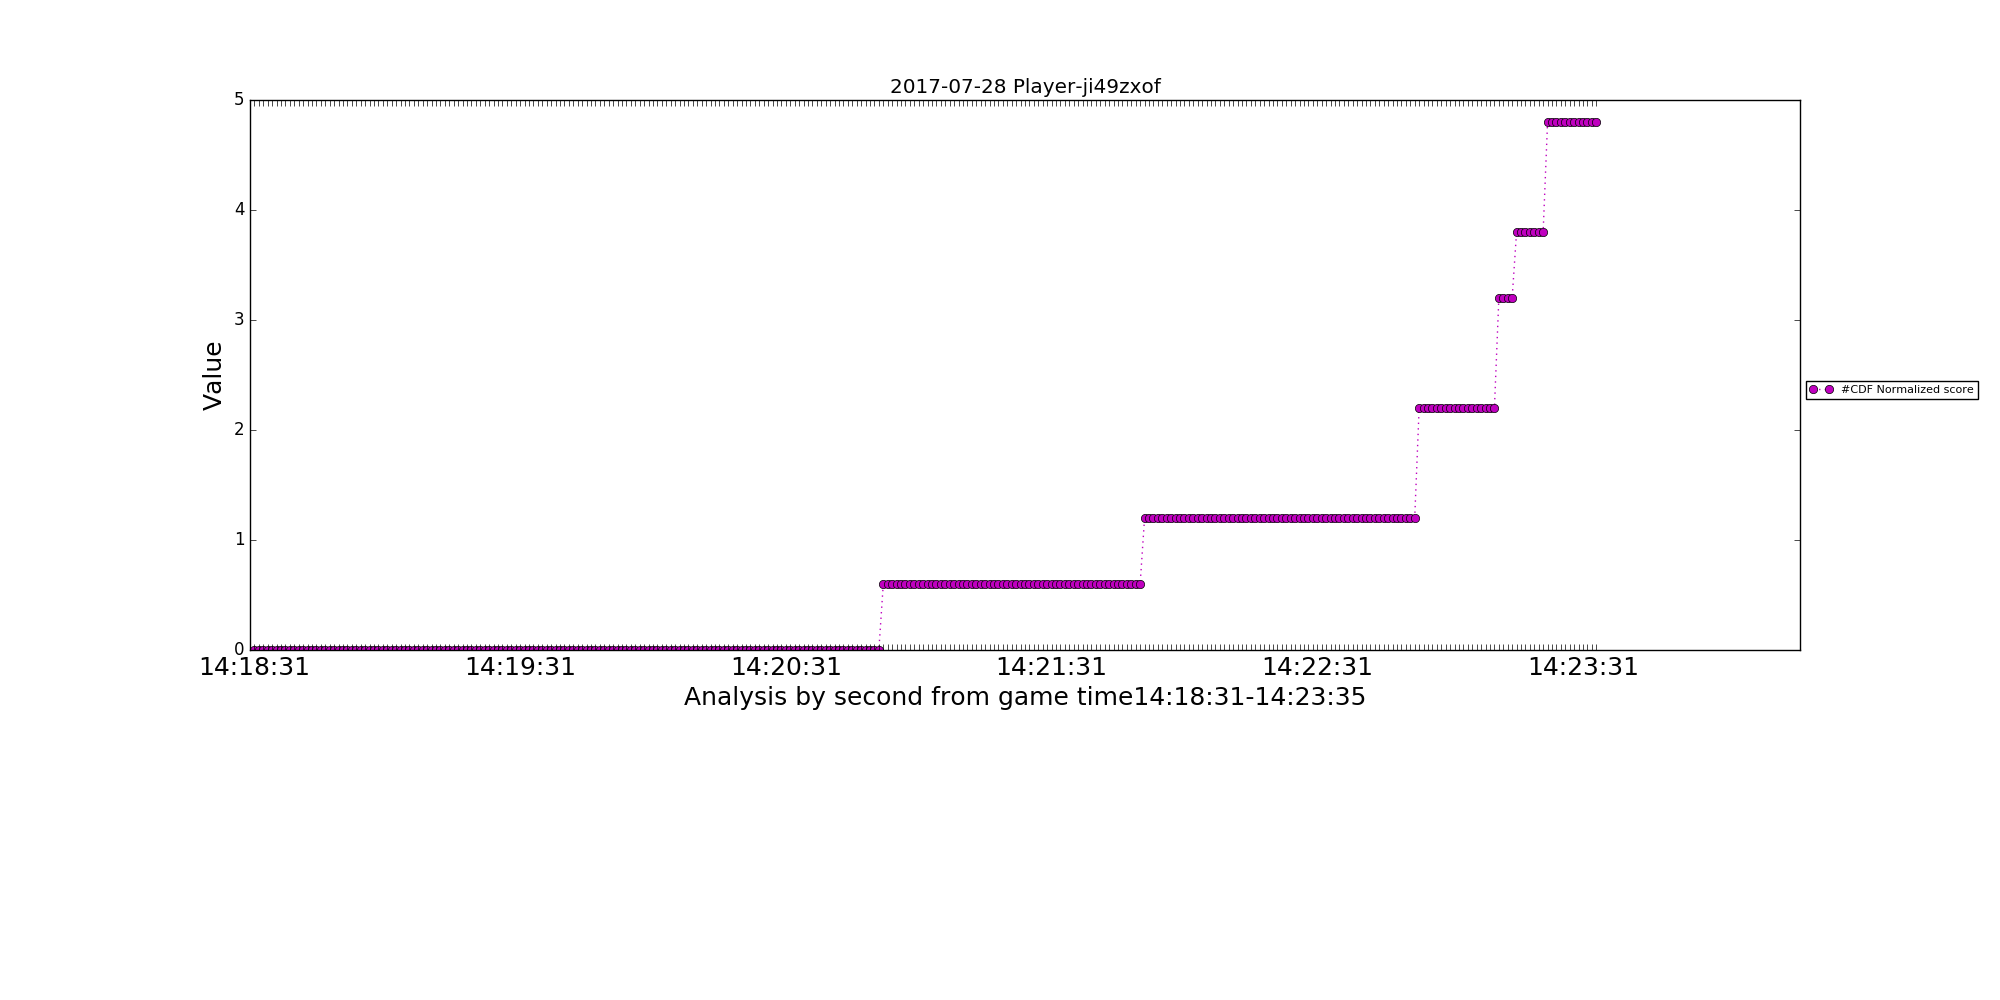 2017-07-28 Player-ji49zxof
5
4
3
2
1
0
Value
14:18:31 14:19:31 14:20:31 14:21:31 14:22:31 14:23:31
Analysis by second from game time14:18:31-14:23:35
#CDF Normalized score